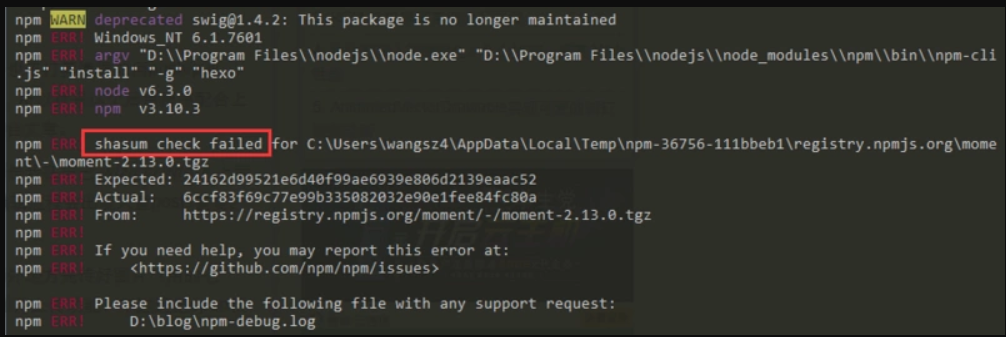 npm WARN deprecated swig@1.4.2: This package is no longer maintained
npm ERR! Windows_NT 6.1.7601
npm ERR! argv "D:\\Program Files\\nodejs\\node.exe" "D:\\Program Files\\nodejs\\node_modules\\npm\\bin\\npm-cli
.js" "install" "-g" "hexo"
npm ERR! node v6.3.0
npm ERR! npm  v3.10.3
npm ERR! shasum check failed for C:\Users\wangsz4\AppData\Local\Temp\npm-36756-111bbeb1\registry.npmjs.org\mome
nt\-\moment-2.13.0.tgz
npm ERR! Expected: 24162d99521e6d40f99ae6939e806d2139eaac52
npm ERR! Actual:   6ccf83f69c77e99b335082032e90e1fee84fc80a
npm ERR! From:     https://registry.npmjs.org/moment/-/moment-2.13.0.tgz
npm ERR!
npm ERR! If you need help, you may report this error at:
npm ERR!     <https://github.com/npm/npm/issues>
npm ERR! Please include the following file with any support request:
npm ERR!     D:\blog\npm-debug.log